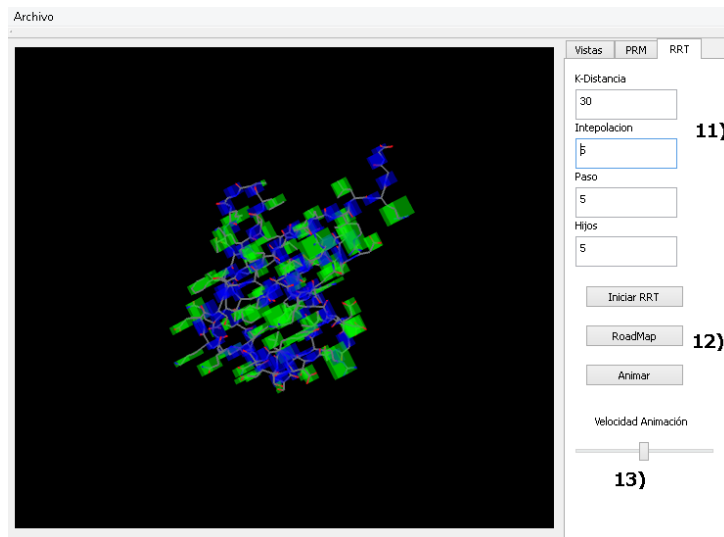 Archivo
Vistas PRM RRT
K-Distancia
30
11)
Intepolacion
5
Paso
5
Hijos
5
Iniciar RRT
RoadMap
12)
Animar
Velocidad Animación
13)